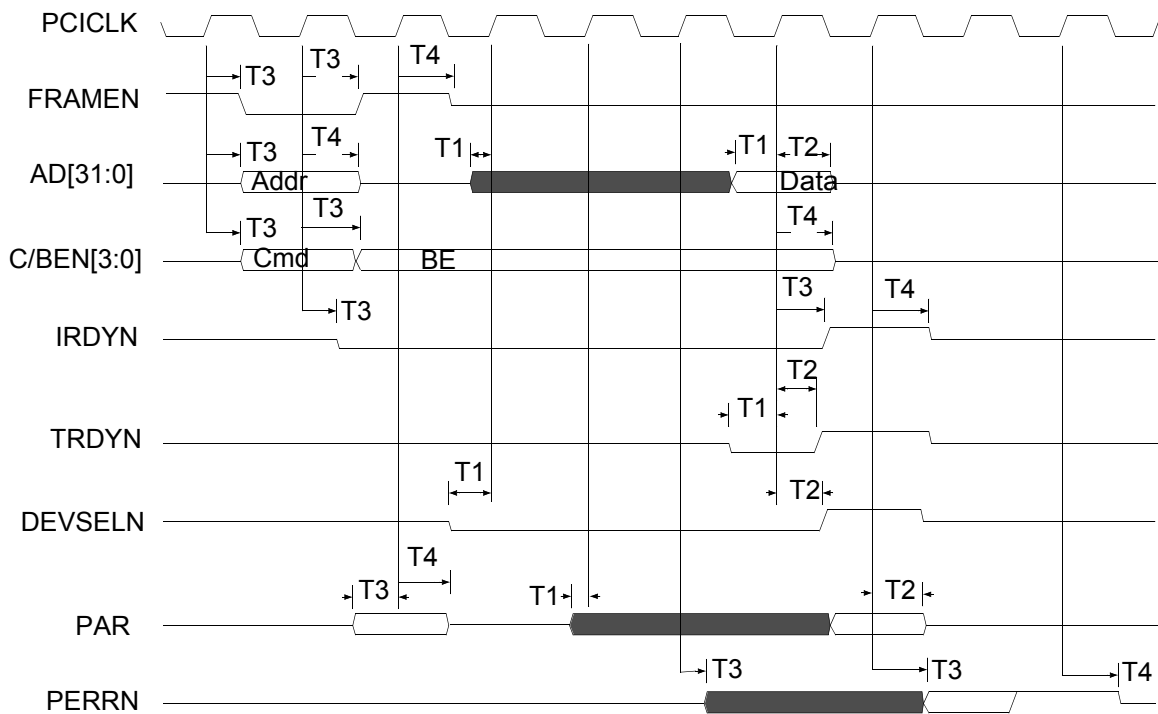 PCICLK
T3 T3 T4
FRAMEN
T3 T4 T1 T1 T2
AD[31:0] Addr Data
T3 T3 T4
C/BEN[3:0] Cmd BE
T3 T3 T4
IRDYN
T2
T1
TRDYN
T1 T2
DEVSELN
T4
T3 T1 T2
PAR
T3 T3 T4
PERRN